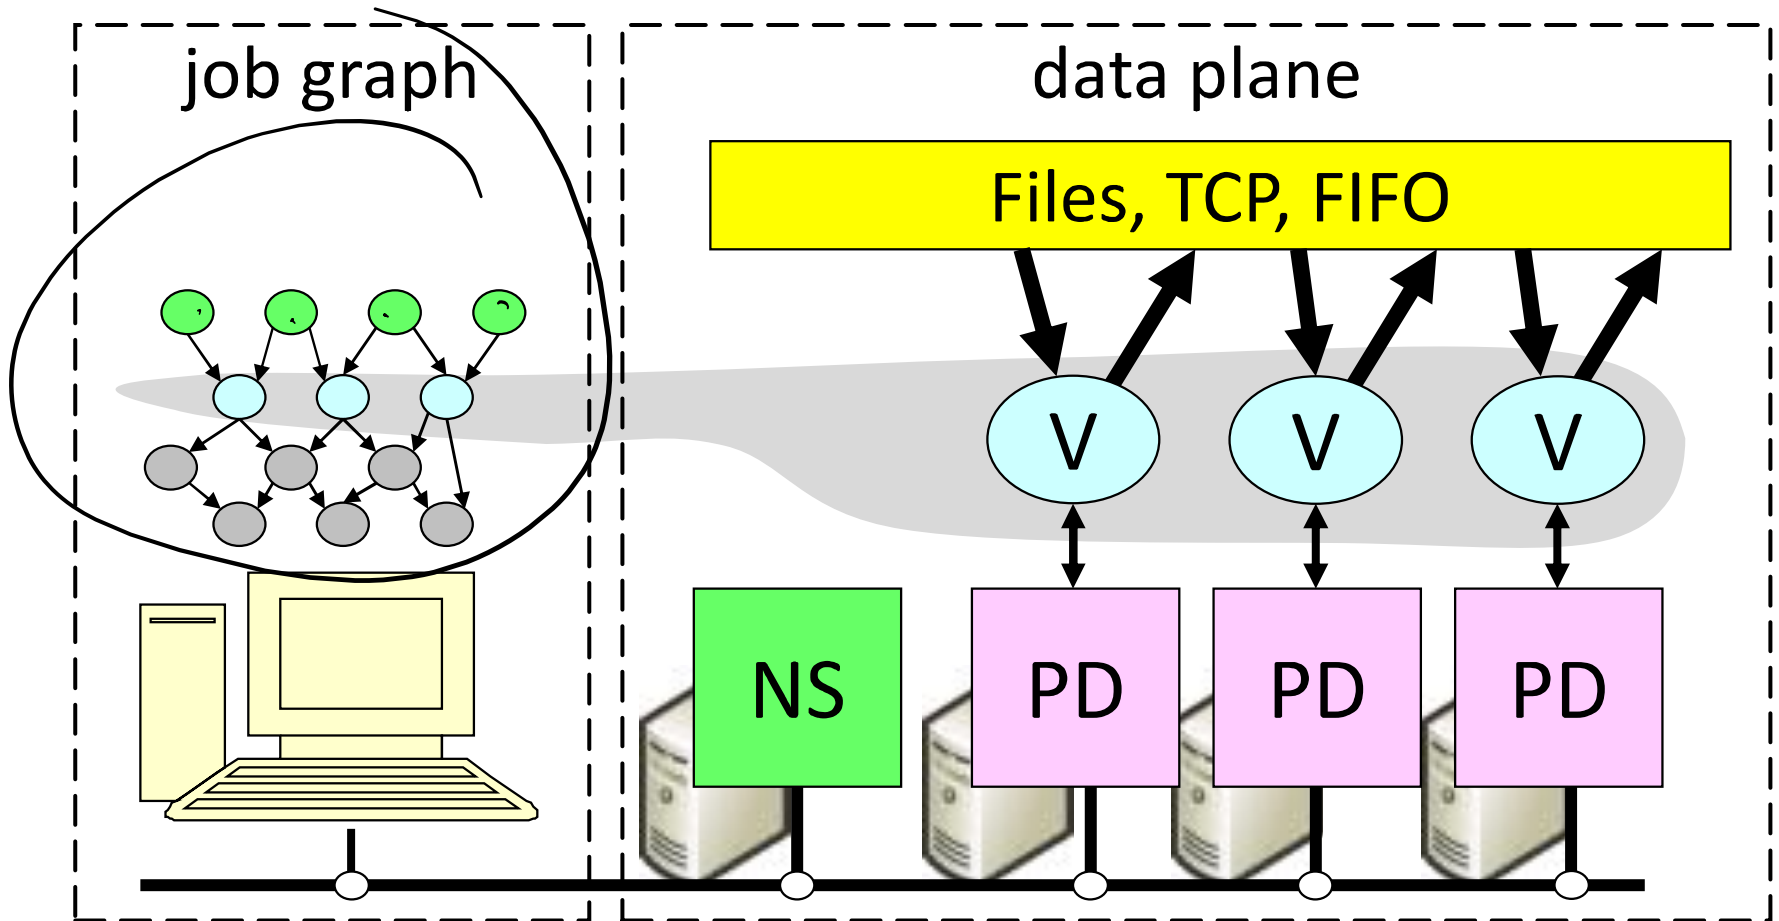 job graph
data plane
Files, TCP, FIFO
V V V
NS PD PD PD